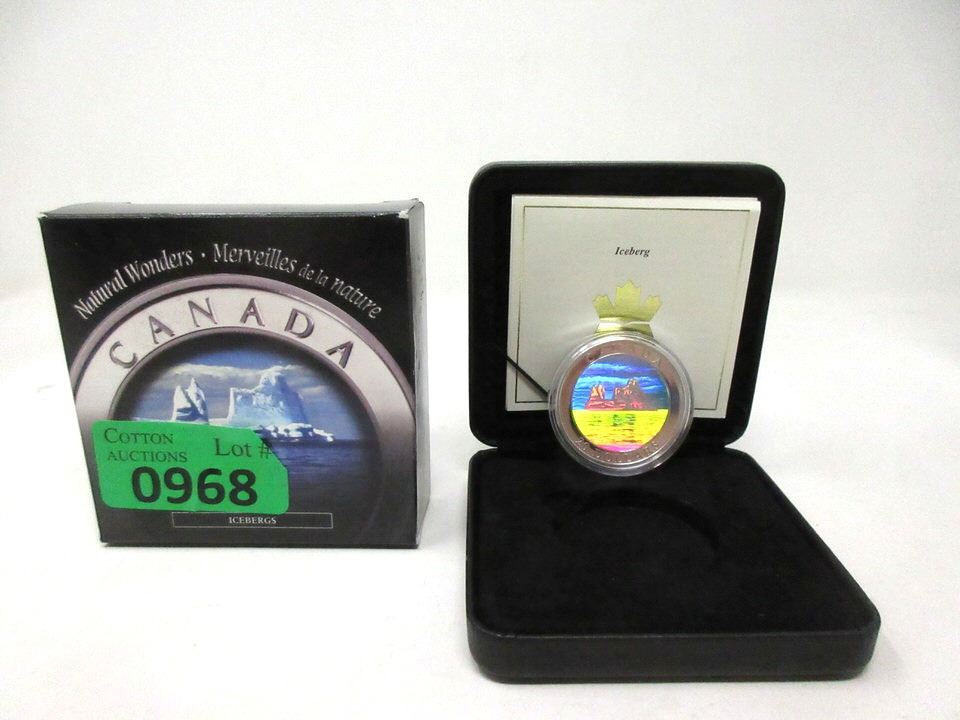 Natural Wonders · Merveilles de la nature
CANADA
COTTON
AUCTIONS
Lot #
0968
ICEBERGS
Iceberg